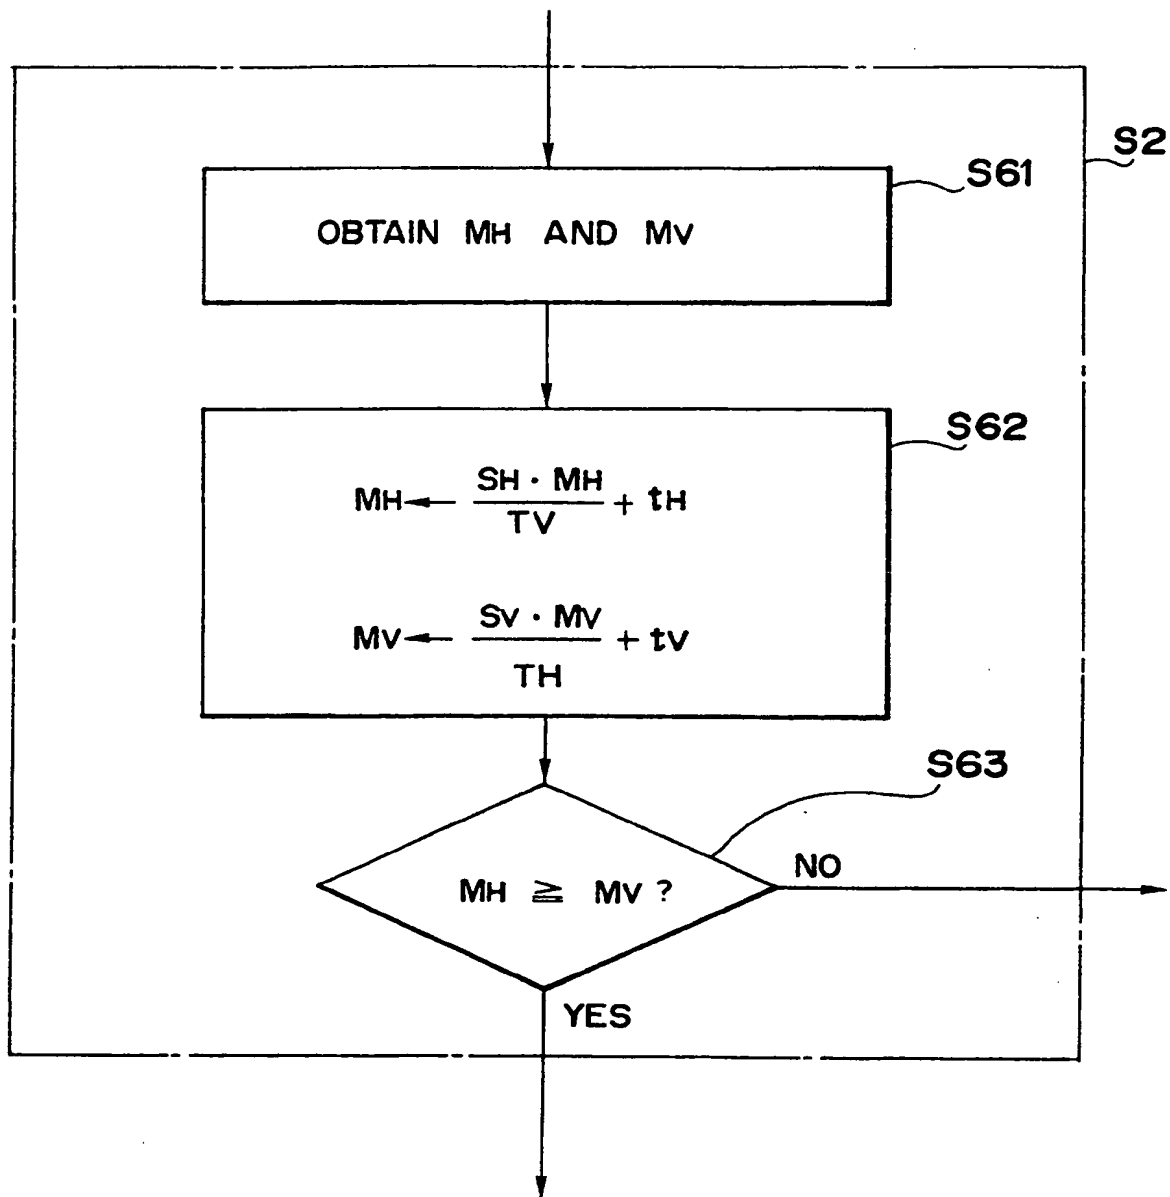 S2
S61
OBTAIN MH AND MV
S62
MH ← SH · MH / TV + tH
MV ← SV · MV / TH + tV
S63
MH ≧ MV ?
NO
YES